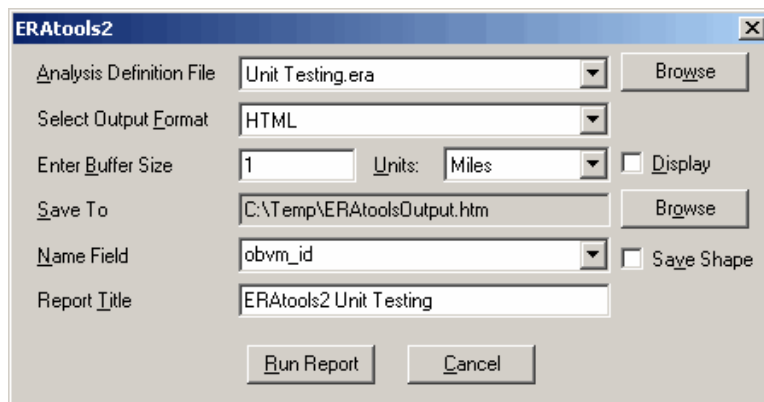 ERAtools2
Analysis Definition File Unit Testing.era Browse
Select Output Format HTML
Enter Buffer Size 1 Units: Miles Display
Save To C:\Temp\ERAtoolsOutput.htm Browse
Name Field obvm_id Save Shape
Report Title ERAtools2 Unit Testing
Run Report Cancel